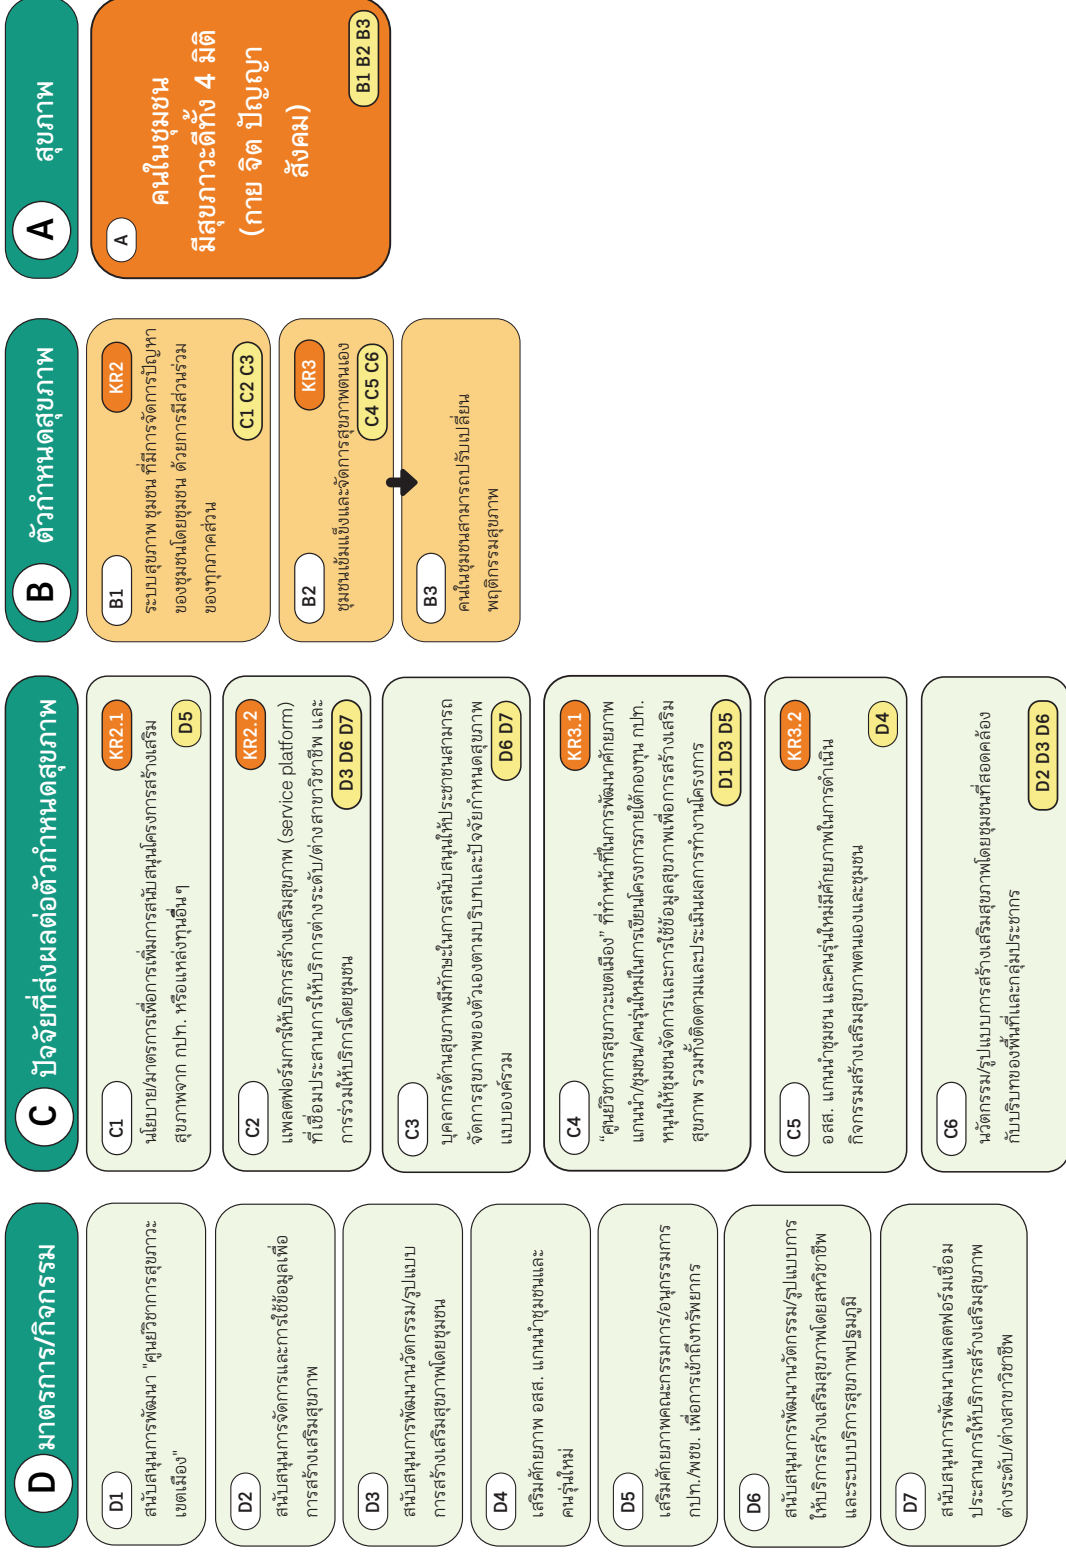 D มาตรการ/กิจกรรม
D1
สนับสนุนการพัฒนา "ศูนย์วิชาการสุขภาวะ
เขตเมือง"
D2
สนับสนุนการจัดการและการใช้ข้อมูลเพื่อ
การสร้างเสริมสุขภาพ
D3
สนับสนุนการพัฒนานวัตกรรม/รูปแบบ
การสร้างเสริมสุขภาพโดยชุมชน
D4
เสริมศักยภาพ อสส. แกนนำชุมชนและ
คนรุ่นใหม่
D5
เสริมศักยภาพคณะกรรมการ/อนุกรรมการ
กปท./พชข. เพื่อการเข้าถึงทรัพยากร
D6
สนับสนุนการพัฒนานวัตกรรม/รูปแบบการ
ให้บริการสร้างเสริมสุขภาพโดยสหวิชาชีพ
และระบบบริการสุขภาพปฐมภูมิ
D7
สนับสนุนการพัฒนาแพลตฟอร์มเชื่อม
ประสานการให้บริการสร้างเสริมสุขภาพ
ต่างระดับ/ต่างสาขาวิชาชีพ
C ปัจจัยที่ส่งผลต่อตัวกำหนดสุขภาพ
C1 KR2.1
นโยบาย/มาตรการเพื่อการเพิ่มการสนับสนุนโครงการสร้างเสริม
สุขภาพจาก กปท. หรือแหล่งทุนอื่นๆ D5
C2 KR2.2
แพลตฟอร์มการให้บริการสร้างเสริมสุขภาพ (service platform)
ที่เชื่อมประสานการให้บริการต่างระดับ/ต่างสาขาวิชาชีพ และ
การร่วมให้บริการโดยชุมชน D3 D6 D7
C3
บุคลากรด้านสุขภาพมีทักษะในการสนับสนุนให้ประชาชนสามารถ
จัดการสุขภาพของตัวเองตามบริบทและปัจจัยกำหนดสุขภาพ
แบบองค์รวม D6 D7
C4 KR3.1
“ศูนย์วิชาการสุขภาวะเขตเมือง” ที่ทำหน้าที่ในการพัฒนาศักยภาพ
แกนนำ/ชุมชน/คนรุ่นใหม่ในการเขียนโครงการภายใต้กองทุน กปท.
หนุนให้ชุมชนจัดการและการใช้ข้อมูลสุขภาพเพื่อการสร้างเสริม
สุขภาพ รวมทั้งติดตามและประเมินผลการทำงานโครงการ D1 D3 D5
C5 KR3.2
อสส. แกนนำชุมชน และคนรุ่นใหม่มีศักยภาพในการดำเนิน
กิจกรรมสร้างเสริมสุขภาพตนเองและชุมชน D4
C6
นวัตกรรม/รูปแบบการสร้างเสริมสุขภาพโดยชุมชนที่สอดคล้อง
กับบริบทของพื้นที่และกลุ่มประชากร D2 D3 D6
B ตัวกำหนดสุขภาพ
B1 KR2
ระบบสุขภาพ ชุมชน ที่มีการจัดการปัญหา
ของชุมชนโดยชุมชน ด้วยการมีส่วนร่วม
ของทุกภาคส่วน C1 C2 C3
B2 KR3
ชุมชนเข้มแข็งและจัดการสุขภาพตนเอง
C4 C5 C6
B3
คนในชุมชนสามารถปรับเปลี่ยน
พฤติกรรมสุขภาพ
A สุขภาพ
A
คนในชุมชน
มีสุขภาวะดีทั้ง 4 มิติ
(กาย จิต ปัญญา
สังคม)
B1 B2 B3